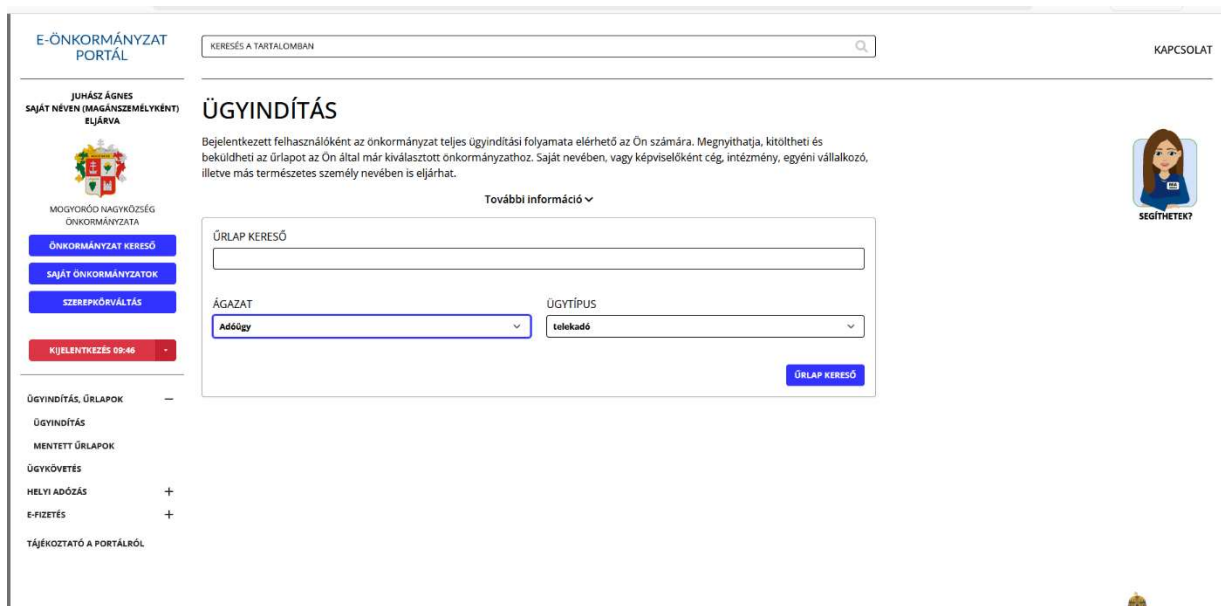 E-ÖNKORMÁNYZAT
PORTÁL
KERESÉS A TARTALOMBAN
KAPCSOLAT
JUHÁSZ ÁGNES
SAJÁT NÉVEN (MAGÁNSZEMÉLYKÉNT)
ELJÁRVA
MOGYORÓD NAGYKÖZSÉG
ÖNKORMÁNYZATA
ÖNKORMÁNYZAT KERESŐ
SAJÁT ÖNKORMÁNYZATOK
SZEREPKÖRVÁLTÁS
KIJELENTKEZÉS 09:46
ÜGYINDÍTÁS, ŰRLAPOK
ÜGYINDÍTÁS
MENTETT ŰRLAPOK
ÜGYKÖVETÉS
HELYI ADÓZÁS
E-FIZETÉS
TÁJÉKOZTATÓ A PORTÁLRÓL
ÜGYINDÍTÁS
Bejelentkezett felhasználóként az önkormányzat teljes ügyindítási folyamata elérhető az Ön számára. Megnyithatja, kitöltheti és
beküldheti az űrlapot az Ön által már kiválasztott önkormányzathoz. Saját nevében, vagy képviselőként cég, intézmény, egyéni vállalkozó,
illetve más természetes személy nevében is eljárhat.
További információ
ŰRLAP KERESŐ
ÁGAZAT
ÜGYTÍPUS
Adóügy
telekadó
ŰRLAP KERESŐ
SEGÍTHETEK?